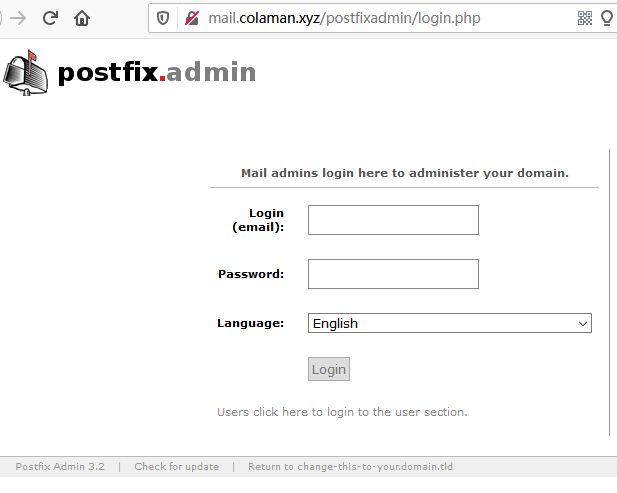 mail.colaman.xyz/postfixadmin/login.php
postfix.admin
Mail admins login here to administer your domain.
Login
(email):
Password:
Language:
English
Login
Users click here to login to the user section.
Postfix Admin 3.2 | Check for update | Return to change-this-to-your.domain.tld